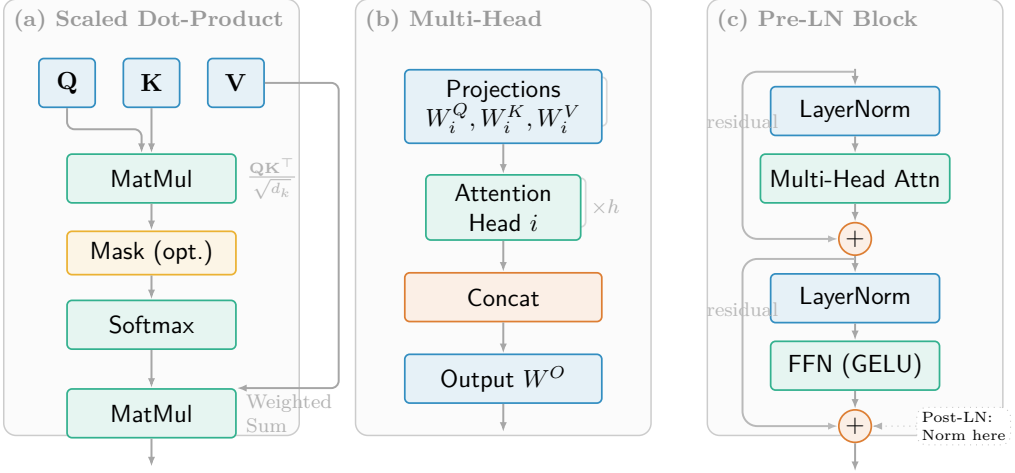 (a) Scaled Dot-Product
Q K V
MatMul
QK⊤
√dk
Mask (opt.)
Softmax
MatMul
Weighted
Sum
(b) Multi-Head
Projections
W_i^Q, W_i^K, W_i^V
Attention
Head i
×h
Concat
Output W^O
(c) Pre-LN Block
residual
LayerNorm
Multi-Head Attn
+
residual
LayerNorm
FFN (GELU)
+
Post-LN:
Norm here